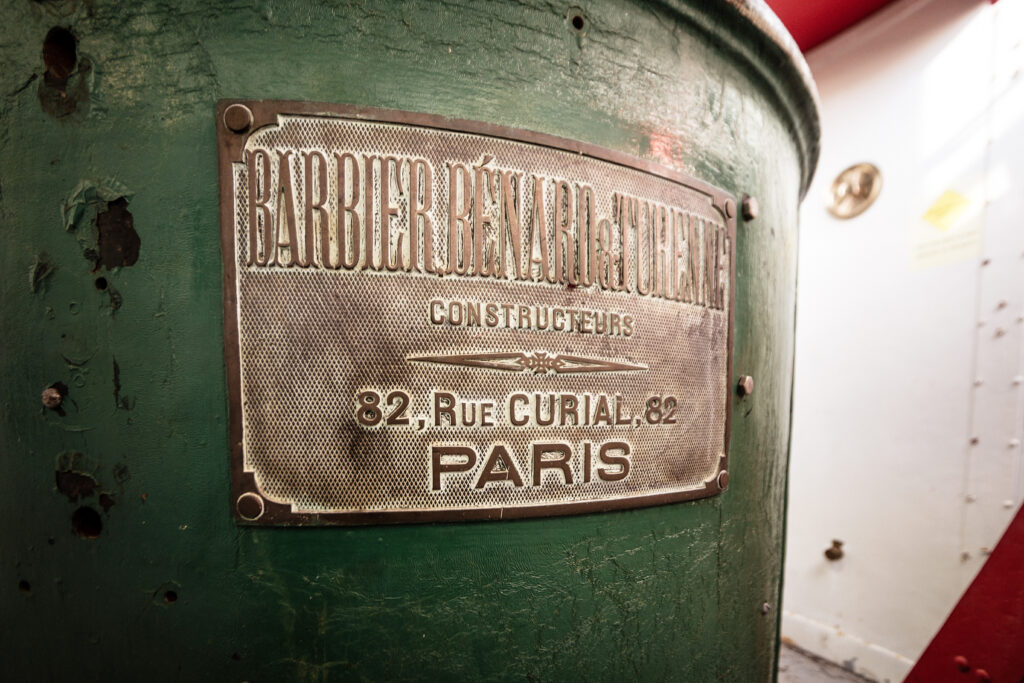 BARBIER, BÉNARD & TURENNE
CONSTRUCTEURS
82, RUE CURIAL, 82
PARIS